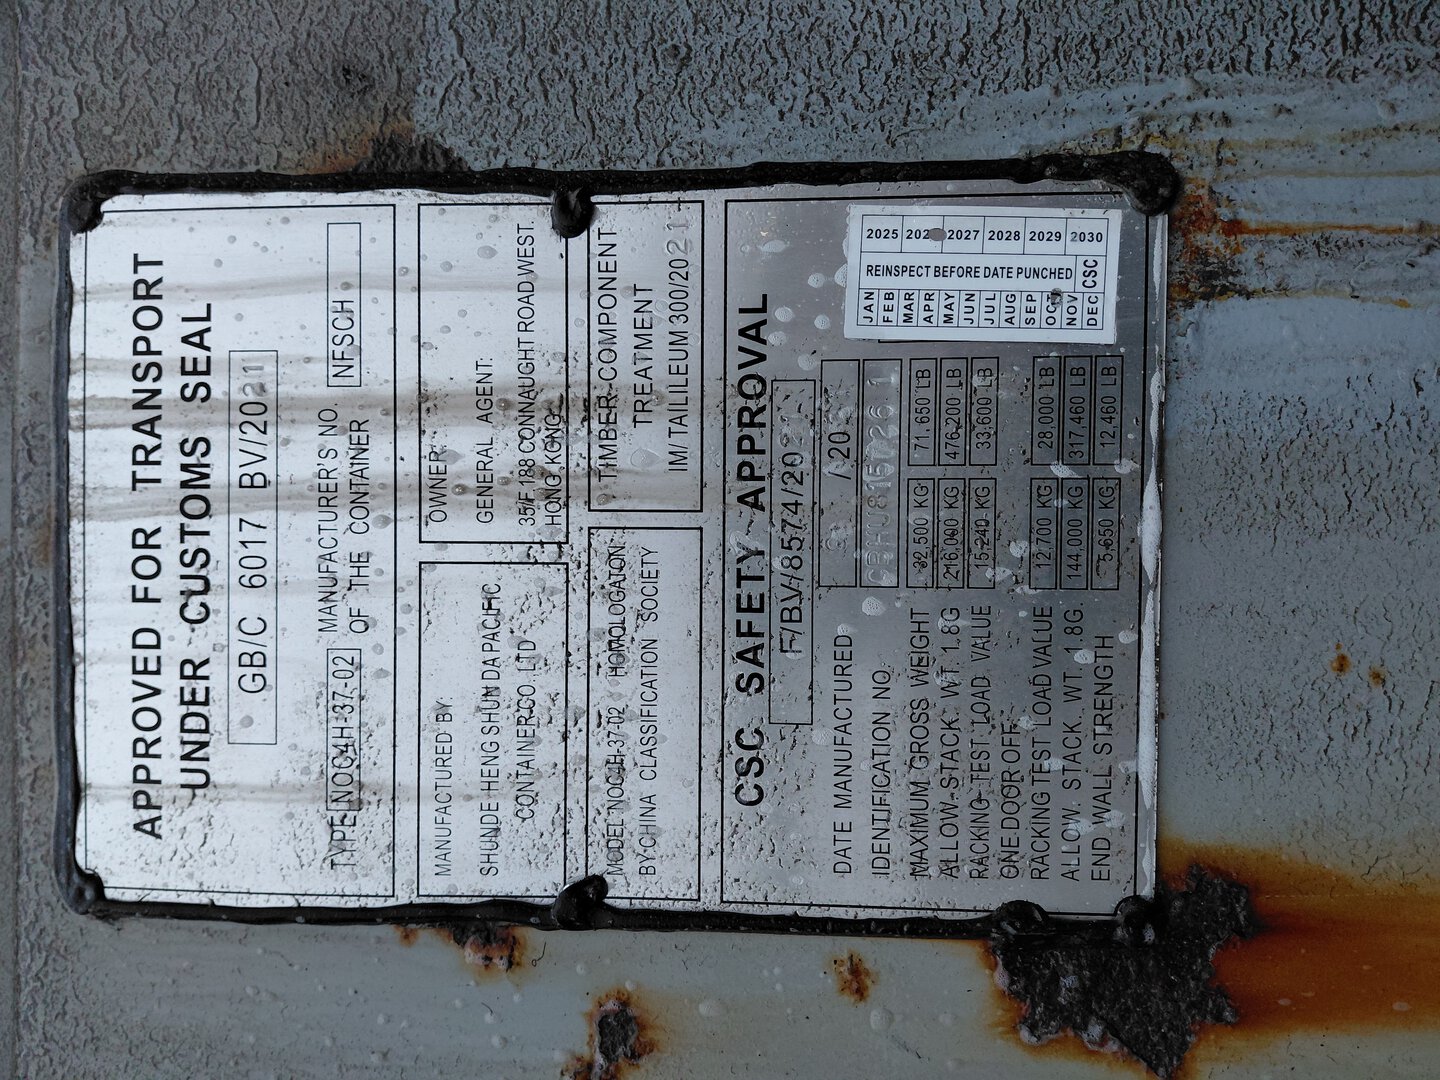 APPROVED FOR TRANSPORT
UNDER CUSTOMS SEAL
GB/C 6017 BV/2021
TYPE NOC4H-37-02 MANUFACTURER'S NO. NFSCH
OF THE CONTAINER
MANUFACTURED BY:
SHUNDE HENG SHUN DA PACIFIC
CONTAINER CO. LTD
OWNER:
GENERAL AGENT:
35/F 188 CONNAUGHT ROAD WEST.
HONG KONG
MODEL NOC4H-37-02 HOMOLOGATON
BY CHINA CLASSIFICATION SOCIETY
TIMBER COMPONENT
TREATMENT
IM/TAILILEUM 300/2021
CSC SAFETY APPROVAL
F/BV/8574/2021
DATE MANUFACTURED /20
IDENTIFICATION NO.
MAXIMUM GROSS WEIGHT 32,500 KG 71,650 LB
ALLOW. STACK. WT. 1.8G 216,000 KG 476,200 LB
RACKING TEST LOAD VALUE 15,240 KG 33,600 LB
ONE DOOR OFF
RACKING TEST LOAD VALUE 12,700 KG 28,000 LB
ALLOW. STACK. WT. 1.8G. 144,000 KG 317,460 LB
END WALL STRENGTH 5,650 KG 12,460 LB
2025 202 2027 2028 2029 2030
REINSPECT BEFORE DATE PUNCHED CSC
JAN FEB MAR APR MAY JUN JUL AUG SEP OCT NOV DEC